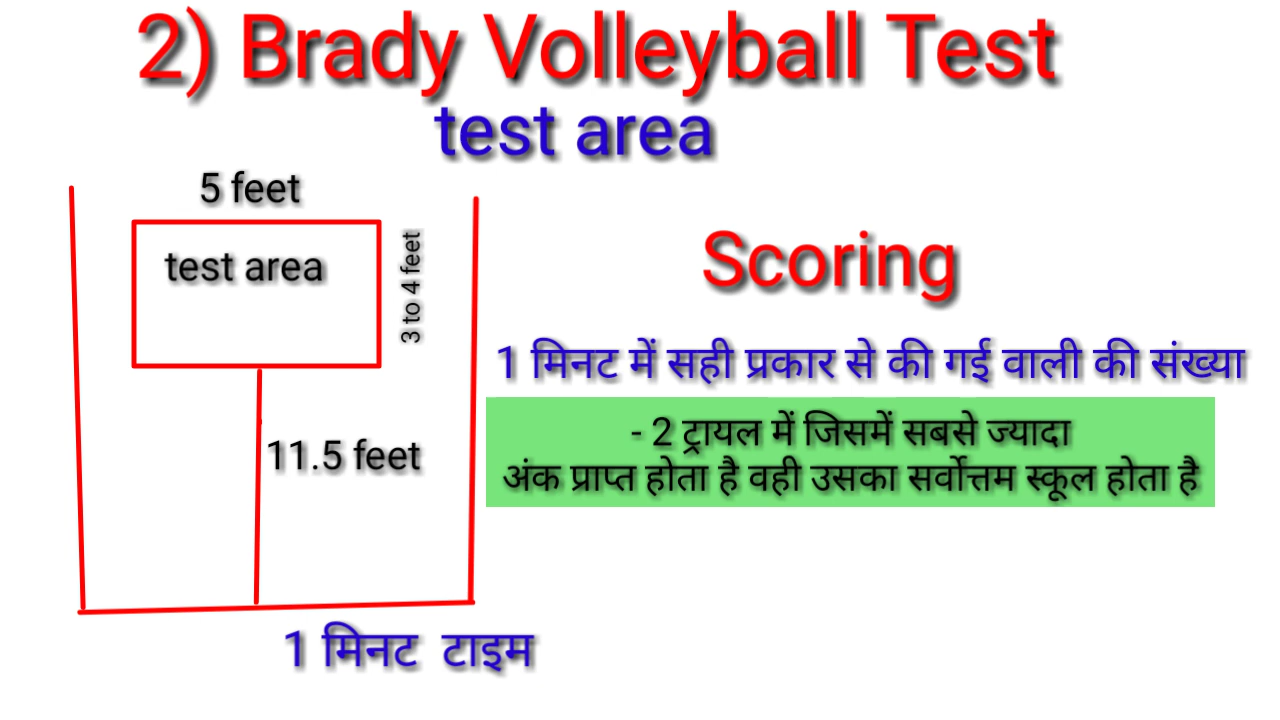 2) Brady Volleyball Test
test area
5 feet
test area
3 to 4 feet
11.5 feet
1 मिनट टाइम
Scoring
1 मिनट में सही प्रकार से की गई वाली की संख्या
- 2 ट्रायल में जिसमें सबसे ज्यादा
अंक प्राप्त होता है वही उसका सर्वोत्तम स्कूल होता है